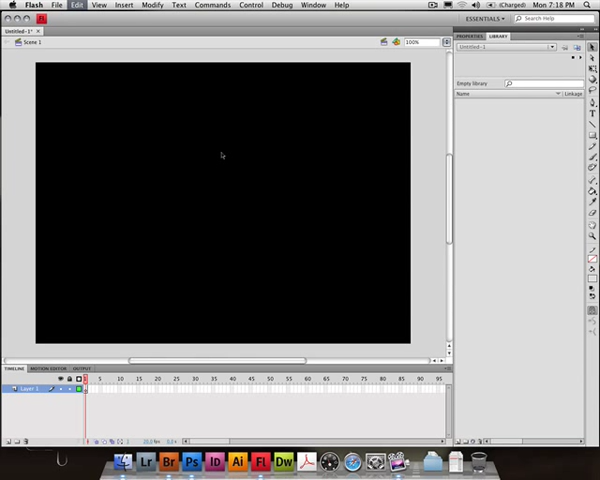 Flash File Edit View Insert Modify Text Commands Control Debug Window Help (Charged) Mon 7:18 PM
FL ESSENTIALS Search Help
Untitled-1*
Scene 1 100%
PROPERTIES LIBRARY
Untitled-1
Empty library
Name Linkage
T
TIMELINE MOTION EDITOR OUTPUT
1 5 10 15 20 25 30 35 40 45 50 55 60 65 70 75 80 85 90 95
Layer 1
Lr Br Ps Id Ai Fl Dw